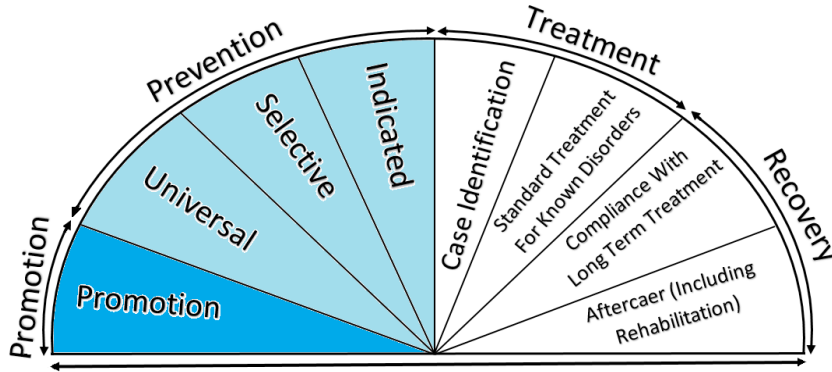 Promotion
Prevention
Treatment
Recovery
Promotion
Universal
Selective
Indicated
Case Identification
Standard Treatment
For Known Disorders
Compliance With
Long Term Treatment
Aftercaer (Including
Rehabilitation)